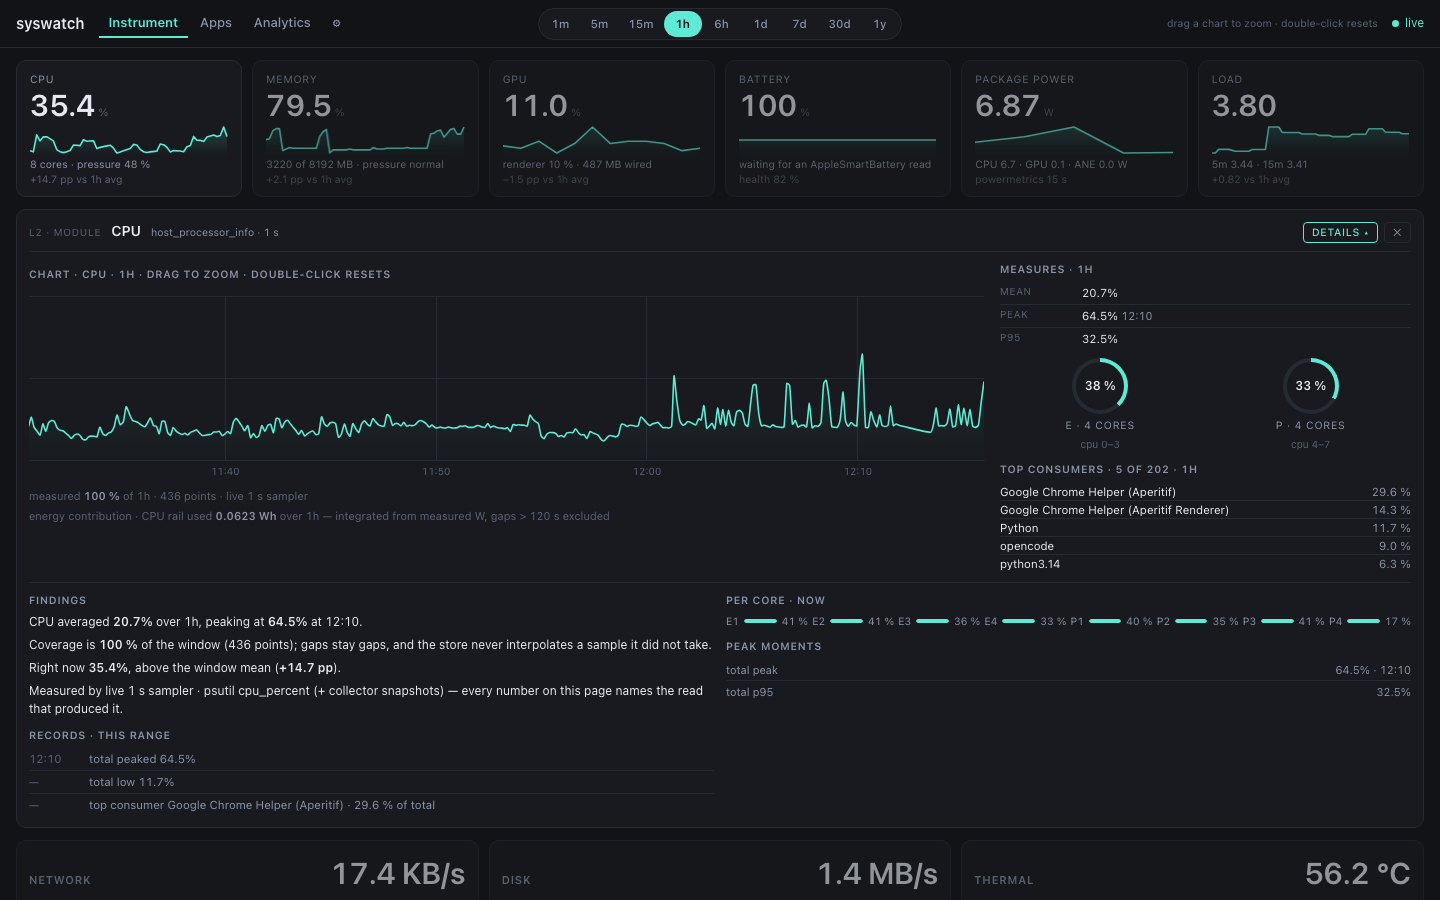 syswatch Instrument Apps Analytics ⚙ 1m 5m 15m 1h 6h 1d 7d 30d 1y drag a chart to zoom · double-click resets live
CPU
35.4 %
8 cores · pressure 48 %
+14.7 pp vs 1h avg
MEMORY
79.5 %
3220 of 8192 MB · pressure normal
+2.1 pp vs 1h avg
GPU
11.0 %
renderer 10 % · 487 MB wired
−1.5 pp vs 1h avg
BATTERY
100 %
waiting for an AppleSmartBattery read
health 82 %
PACKAGE POWER
6.87 W
CPU 6.7 · GPU 0.1 · ANE 0.0 W
powermetrics 15 s
LOAD
3.80
5m 3.44 · 15m 3.41
+0.82 vs 1h avg
L2 · MODULE CPU host_processor_info · 1 s DETAILS ×
CHART · CPU · 1H · DRAG TO ZOOM · DOUBLE-CLICK RESETS
11:40 11:50 12:00 12:10
measured 100 % of 1h · 436 points · live 1 s sampler
energy contribution · CPU rail used 0.0623 Wh over 1h — integrated from measured W, gaps > 120 s excluded
MEASURES · 1H
MEAN 20.7%
PEAK 64.5% 12:10
P95 32.5%
38 % 33 %
E · 4 CORES P · 4 CORES
cpu 0–3 cpu 4–7
TOP CONSUMERS · 5 OF 202 · 1H
Google Chrome Helper (Aperitif) 29.6 %
Google Chrome Helper (Aperitif Renderer) 14.3 %
Python 11.7 %
opencode 9.0 %
python3.14 6.3 %
FINDINGS
CPU averaged 20.7% over 1h, peaking at 64.5% at 12:10.
Coverage is 100 % of the window (436 points); gaps stay gaps, and the store never interpolates a sample it did not take.
Right now 35.4%, above the window mean (+14.7 pp).
Measured by live 1 s sampler · psutil cpu_percent (+ collector snapshots) — every number on this page names the read
that produced it.
RECORDS · THIS RANGE
12:10 total peaked 64.5%
— total low 11.7%
— top consumer Google Chrome Helper (Aperitif) · 29.6 % of total
PER CORE · NOW
E1 41 % E2 41 % E3 36 % E4 33 % P1 40 % P2 35 % P3 41 % P4 17 %
PEAK MOMENTS
total peak 64.5% · 12:10
total p95 32.5%
NETWORK 17.4 KB/s
DISK 1.4 MB/s
THERMAL 56.2 °C